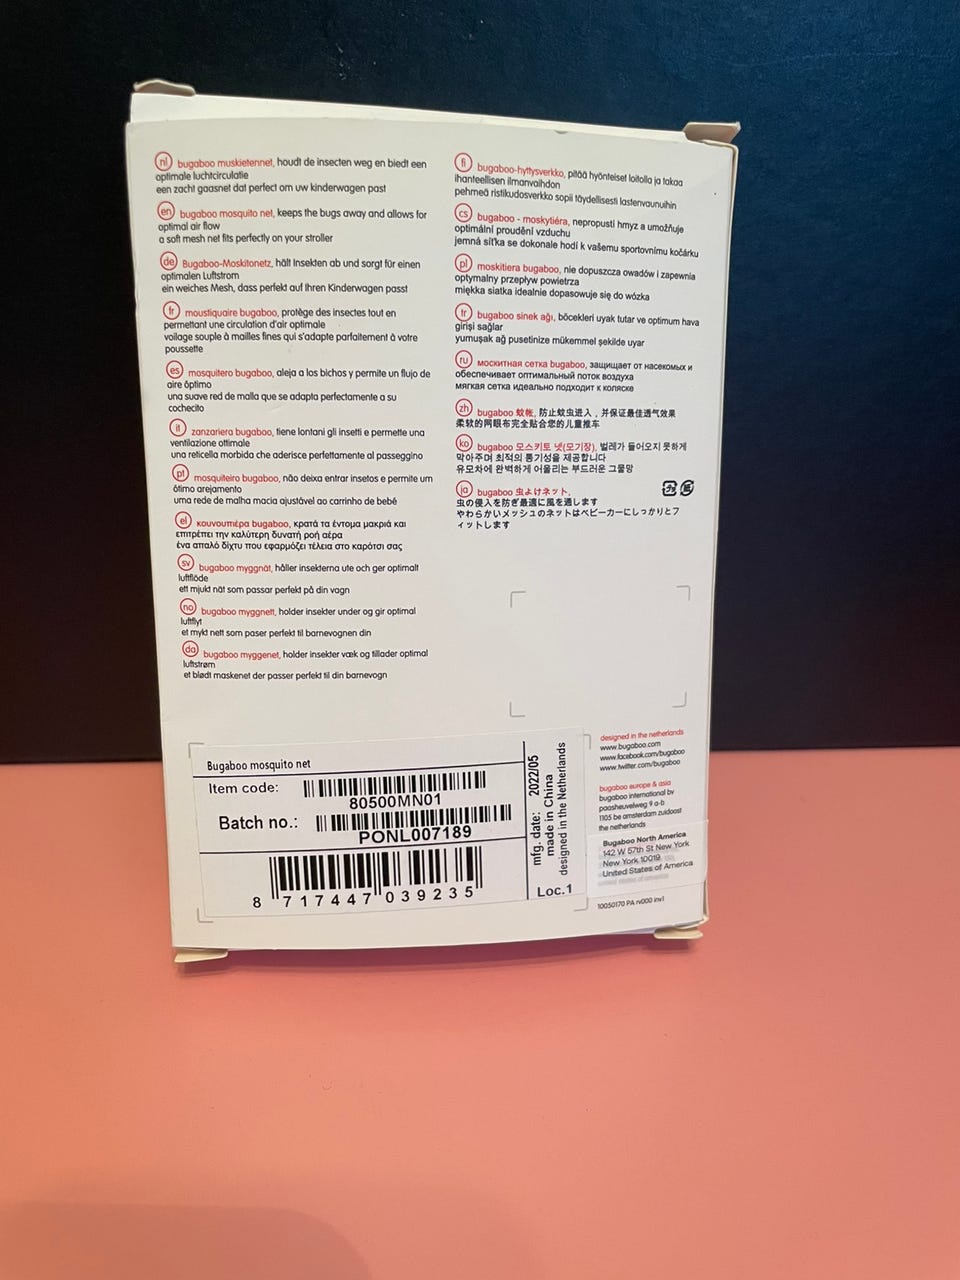 nl bugaboo muskietennet, houdt de insecten weg en biedt een
optimale luchtcirculatie
een zacht gaasnet dat perfect om uw kinderwagen past
en bugaboo mosquito net, keeps the bugs away and allows for
optimal air flow
a soft mesh net fits perfectly on your stroller
de Bugaboo-Moskitonetz, hält Insekten ab und sorgt für einen
optimalen Luftstrom
ein weiches Mesh, dass perfekt auf Ihren Kinderwagen passt
fr moustiquaire bugaboo, protège des insectes tout en
permettant une circulation d'air optimale
voilage souple à mailles fines qui s'adapte parfaitement à votre
poussette
es mosquitero bugaboo, aleja a los bichos y permite un flujo de
aire óptimo
una suave red de malla que se adapta perfectamente a su
cochecito
it zanzariera bugaboo, tiene lontani gli insetti e permette una
ventilazione ottimale
una reticella morbida che aderisce perfettamente al passeggino
pt mosquiteiro bugaboo, não deixa entrar insetos e permite um
ótimo arejamento
uma rede de malha macia ajustável ao carrinho de bebé
el κουνουπιέρα bugaboo, κρατά τα έντομα μακριά και
επιτρέπει την καλύτερη δυνατή ροή αέρα
ένα απαλό δίχτυ που εφαρμόζει τέλεια στο καρότσι σας
sv bugaboo myggnät, håller insekterna ute och ger optimalt
luftflöde
ett mjukt nät som passar perfekt på din vagn
no bugaboo myggnett, holder insekter under og gir optimal
luftflyt
et mykt nett som paser perfekt til barnevognen din
da bugaboo myggenet, holder insekter væk og tillader optimal
luftstrøm
et blødt maskenet der passer perfekt til din barnevogn
fi bugaboo-hyttysverkko, pitää hyönteiset loitolla ja takaa
ihanteellisen ilmanvaihdon
pehmeä ristikudosverkko sopii täydellisesti lastenvaunuihin
cs bugaboo - moskytiéra, nepropustí hmyz a umožňuje
optimální proudění vzduchu
jemná síťka se dokonale hodí k vašemu sportovnímu kočárku
pl moskitiera bugaboo, nie dopuszcza owadów i zapewnia
optymalny przepływ powietrza
miękka siatka idealnie dopasowuje się do wózka
tr bugaboo sinek ağı, böcekleri uyak tutar ve optimum hava
girişi sağlar
yumuşak ağ pusetinize mükemmel şekilde uyar
ru москитная сетка bugaboo, защищает от насекомых и
обеспечивает оптимальный поток воздуха
мягкая сетка идеально подходит к коляске
zh bugaboo 蚊帐, 防止蚊虫进入，并保证最佳透气效果
柔软的网眼布完全贴合您的儿童推车
ko bugaboo 모스키토 넷(모기장), 벌레가 들어오지 못하게
막아주며 최적의 통기성을 제공합니다
유모차에 완벽하게 어울리는 부드러운 그물망
ja bugaboo 虫よけネット,
虫の侵入を防ぎ最適に風を通します
やわらかいメッシュのネットはベビーカーにしっかりとフ
ィットします
プラ 紙
Bugaboo mosquito net
Item code:
80500MN01
Batch no.:
PONL007189
8 717447 039235
mfg. date: 2022/05
made in China
designed in the Netherlands
Loc.1
designed in the netherlands
www.bugaboo.com
www.facebook.com/bugaboo
www.twitter.com/bugaboo
bugaboo europe & asia
bugaboo international bv
paasheuvelweg 9 a-b
1105 be amsterdam zuidoost
the netherlands
Bugaboo North America
142 W 57th St New York
New York 10019
United States of America
10050170 PA rv000 inv1